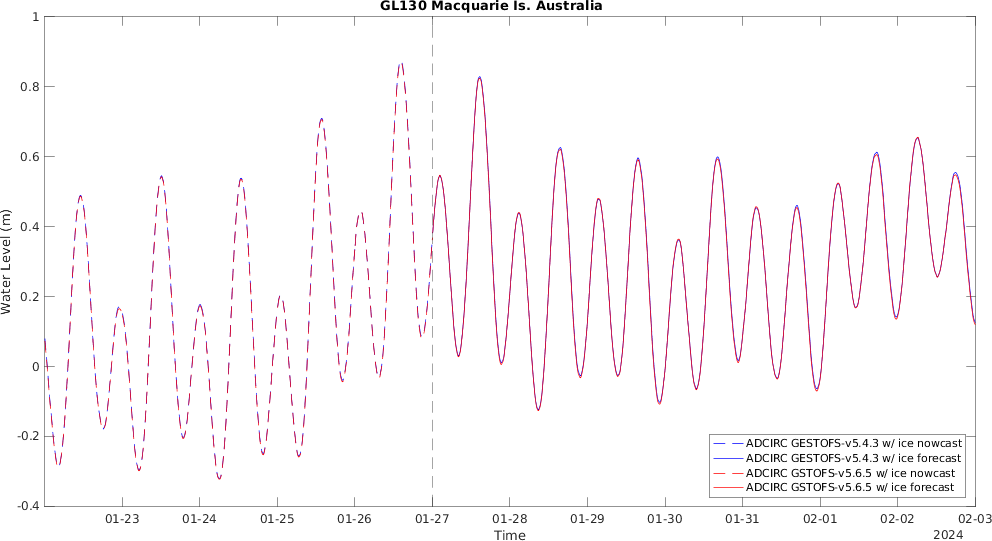 GL130 Macquarie Is. Australia
1
0.8
0.6
0.4
0.2
0
-0.2
-0.4
Water Level (m)
ADCIRC GESTOFS-v5.4.3 w/ ice nowcast
ADCIRC GESTOFS-v5.4.3 w/ ice forecast
ADCIRC GSTOFS-v5.6.5 w/ ice nowcast
ADCIRC GSTOFS-v5.6.5 w/ ice forecast
01-23 01-24 01-25 01-26 01-27 01-28 01-29 01-30 01-31 02-01 02-02 02-03
Time
2024